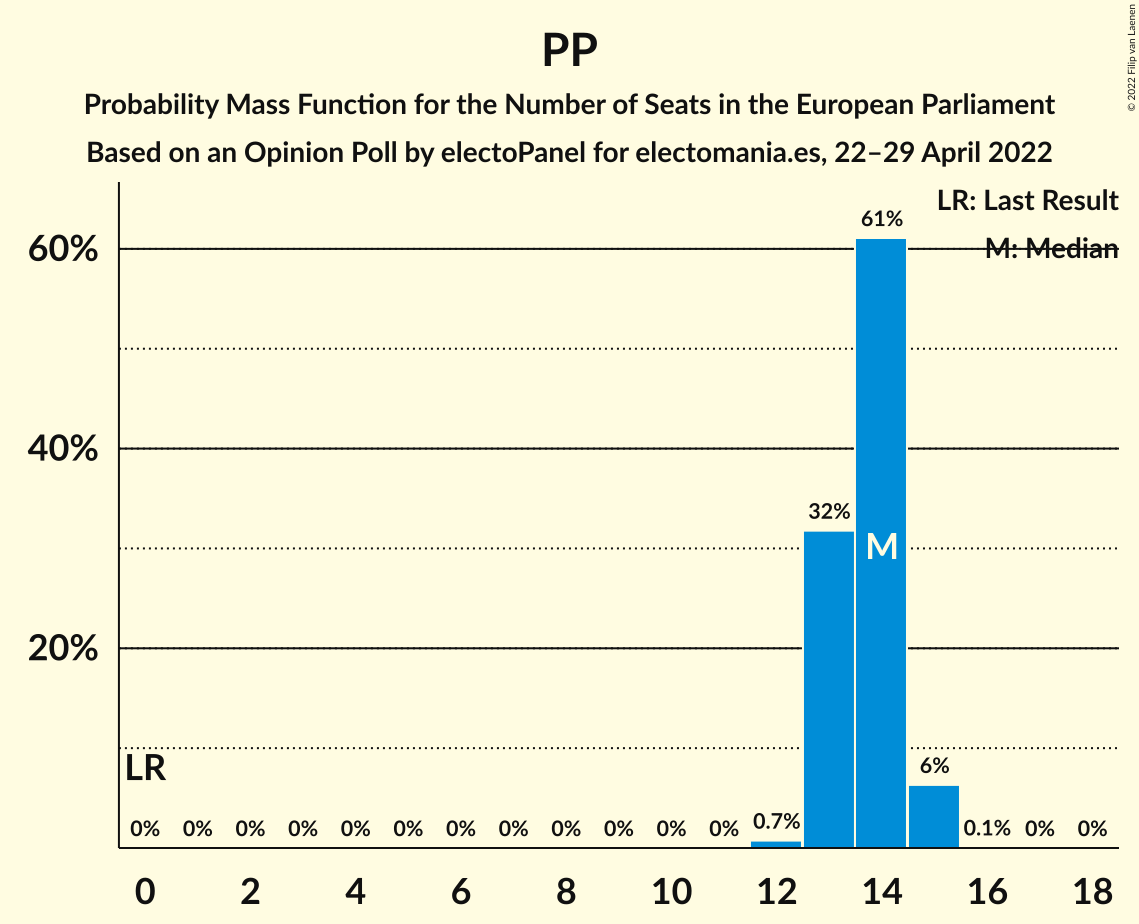 PP
Probability Mass Function for the Number of Seats in the European Parliament
Based on an Opinion Poll by electoPanel for electomania.es, 22–29 April 2022
© 2022 Filip van Laenen
LR: Last Result
M: Median
60%
40%
20%
61%
32%
M
LR
6%
0% 0% 0% 0% 0% 0% 0% 0% 0% 0% 0% 0% 0.7% 0.1% 0% 0%
0 2 4 6 8 10 12 14 16 18